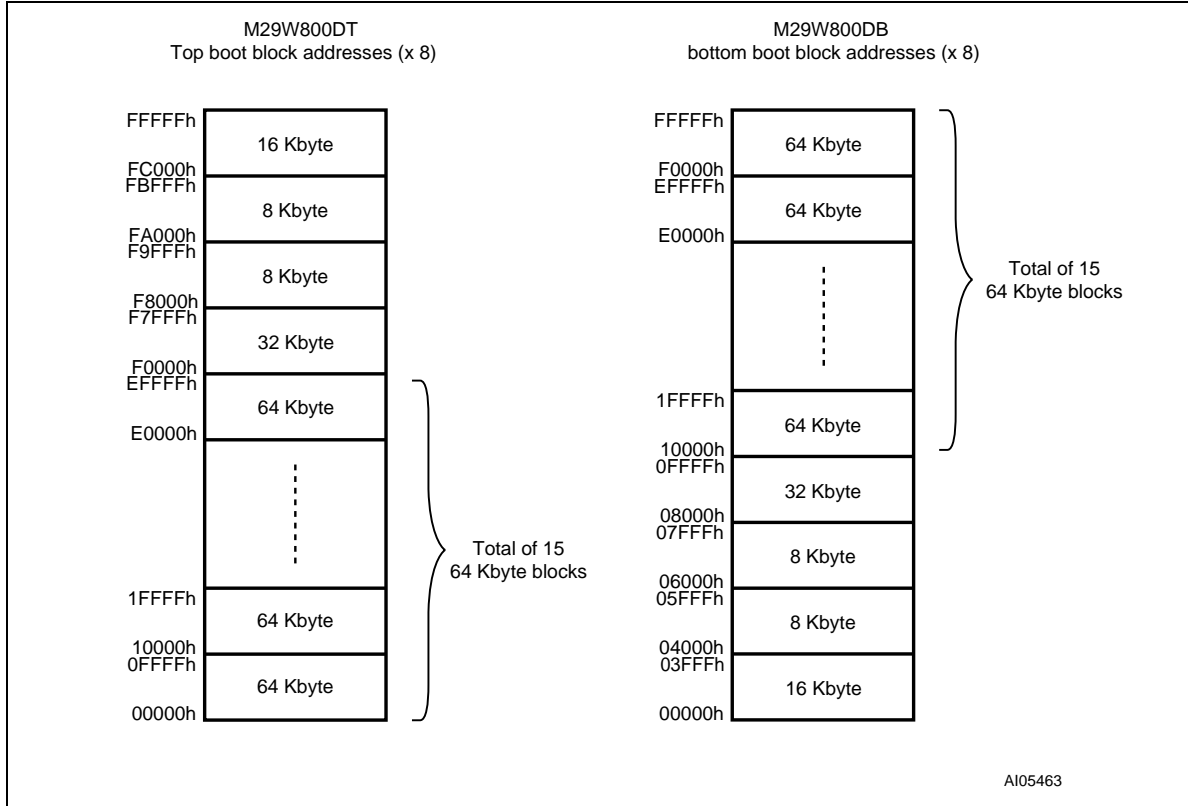 M29W800DT
Top boot block addresses (x 8)
FFFFFh
16 Kbyte
FC000h
FBFFFh
8 Kbyte
FA000h
F9FFFh
8 Kbyte
F8000h
F7FFFh
32 Kbyte
F0000h
EFFFFh
64 Kbyte
E0000h
Total of 15
64 Kbyte blocks
1FFFFh
64 Kbyte
10000h
0FFFFh
64 Kbyte
00000h
M29W800DB
bottom boot block addresses (x 8)
FFFFFh
64 Kbyte
F0000h
EFFFFh
64 Kbyte
E0000h
Total of 15
64 Kbyte blocks
1FFFFh
64 Kbyte
10000h
0FFFFh
32 Kbyte
08000h
07FFFh
8 Kbyte
06000h
05FFFh
8 Kbyte
04000h
03FFFh
16 Kbyte
00000h
AI05463